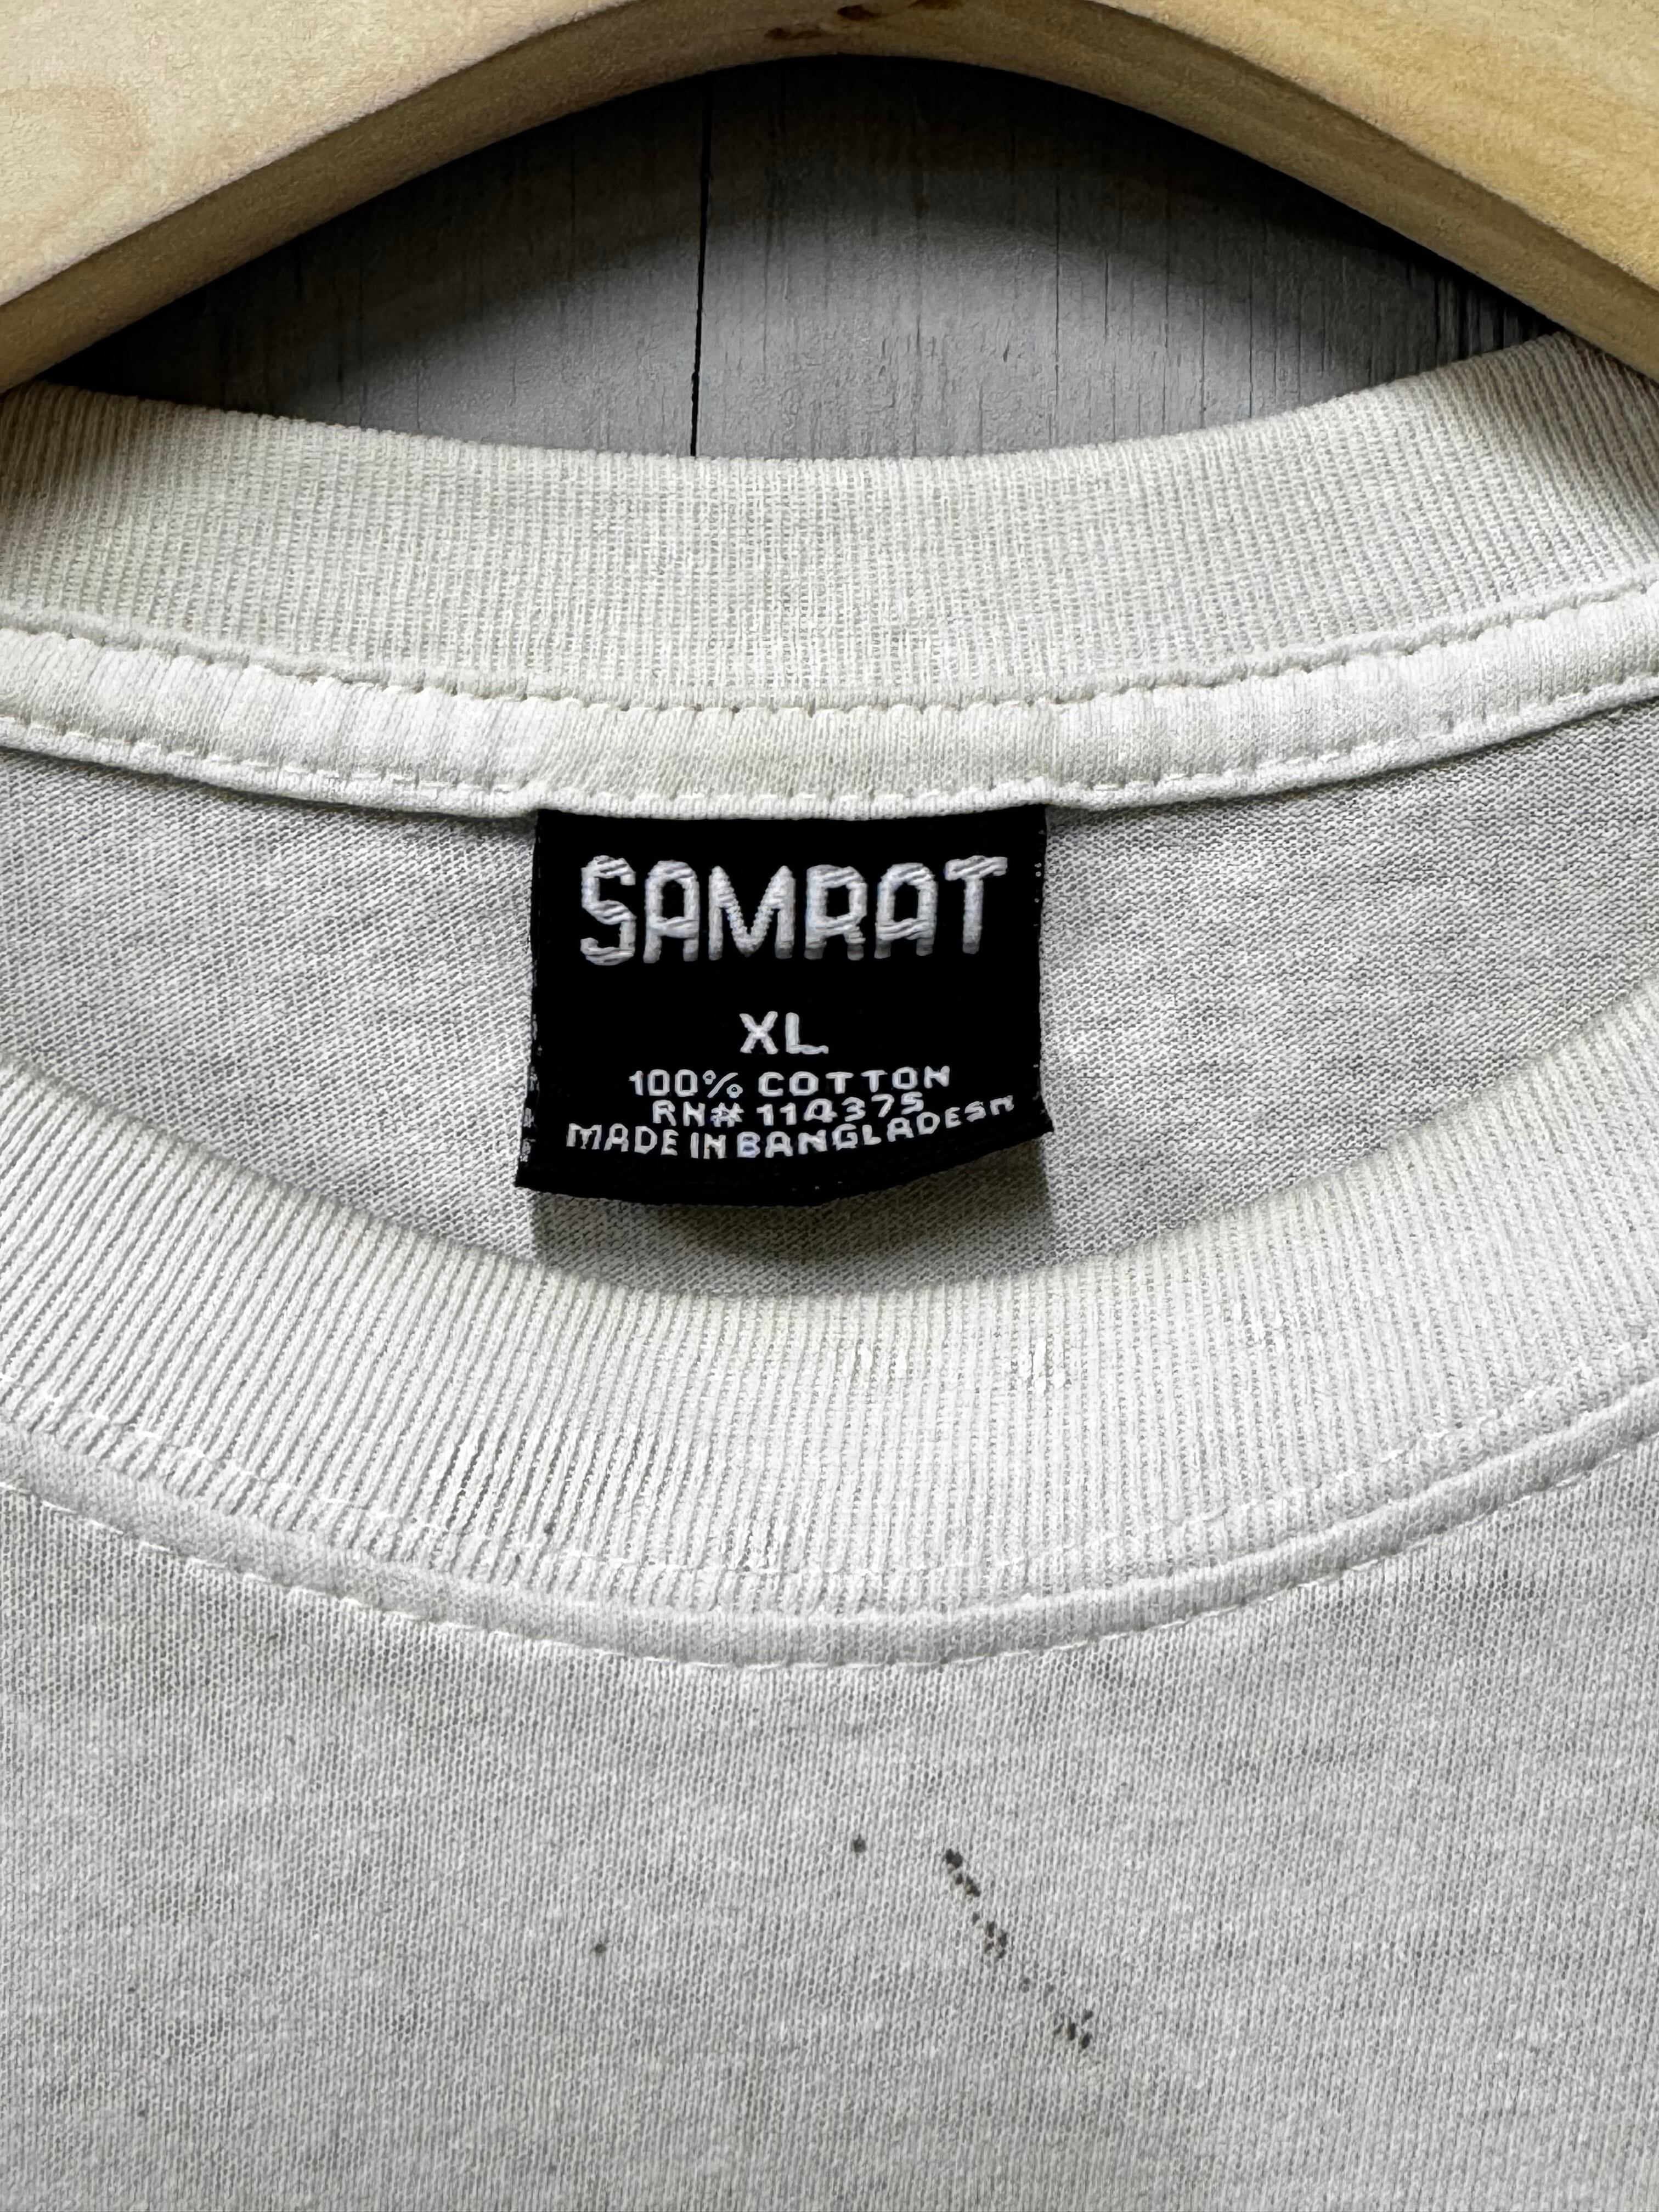 SAMRAT
XL
100% COTTON
RN# 114375
MADE IN BANGLADESH